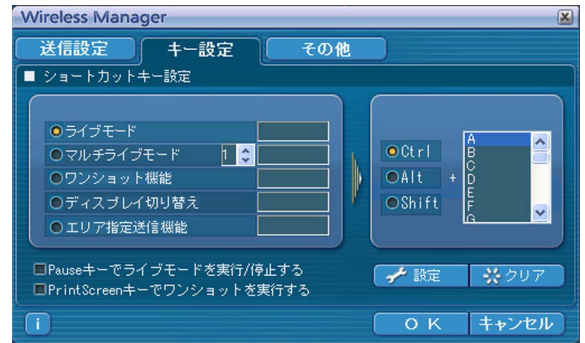 Wireless Manager
送信設定 キー設定 その他
■ ショートカットキー設定
ライブモード
マルチライブモード 1
ワンショット機能
ディスプレイ切り替え
エリア指定送信機能
Ctrl
Alt +
Shift
A
B
C
D
E
F
G
Pauseキーでライブモードを実行/停止する
PrintScreenキーでワンショットを実行する
設定 クリア
i
OK キャンセル